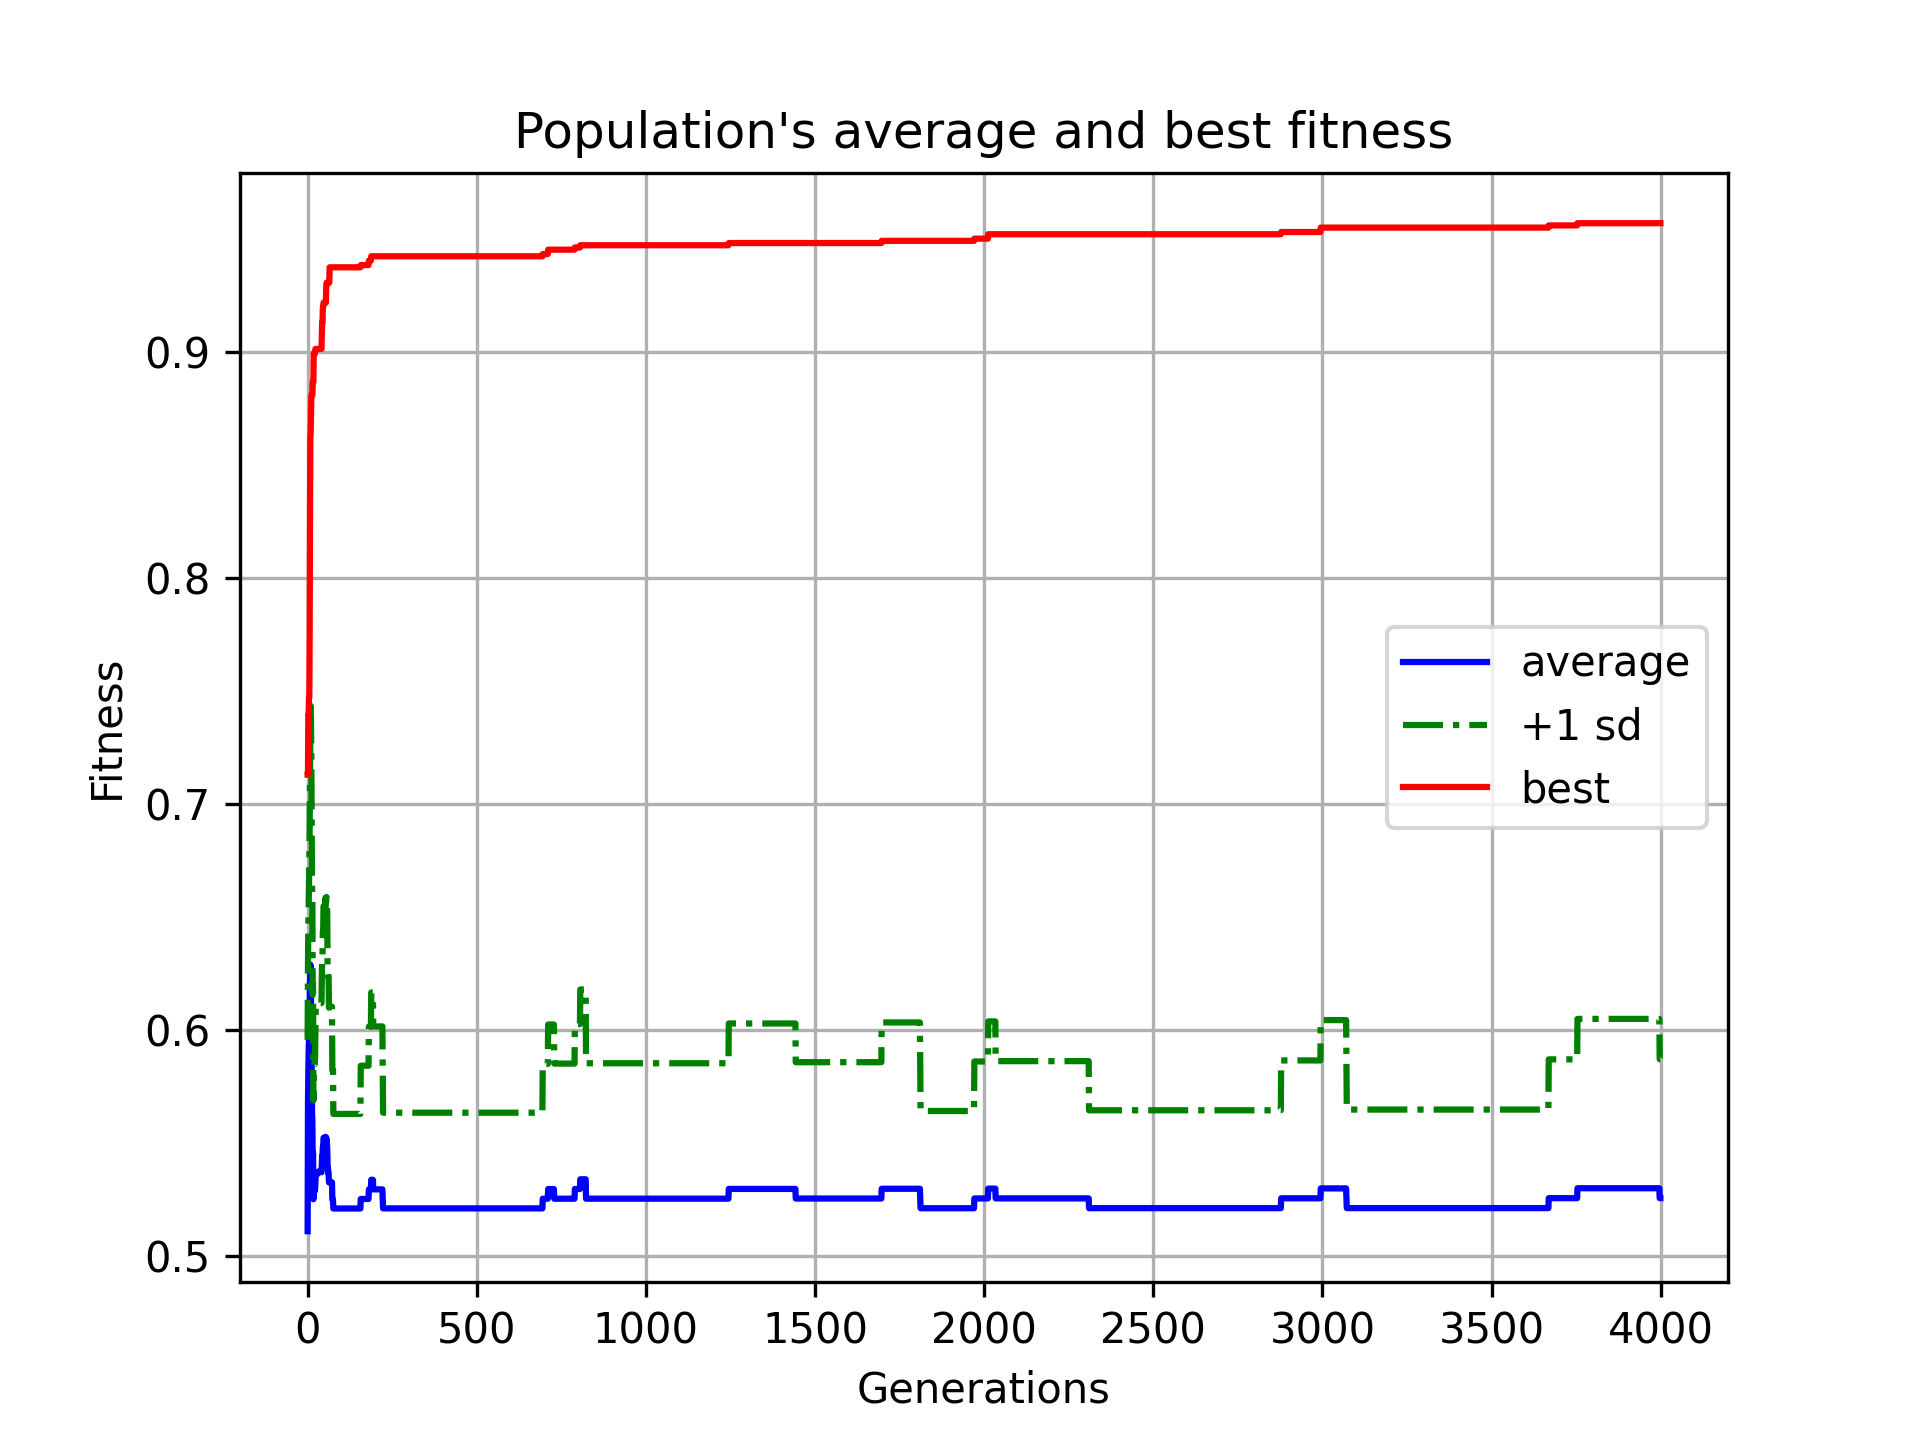 Population's average and best fitness
Fitness
0.9
0.8
0.7
0.6
0.5
average
+1 sd
best
0 500 1000 1500 2000 2500 3000 3500 4000
Generations